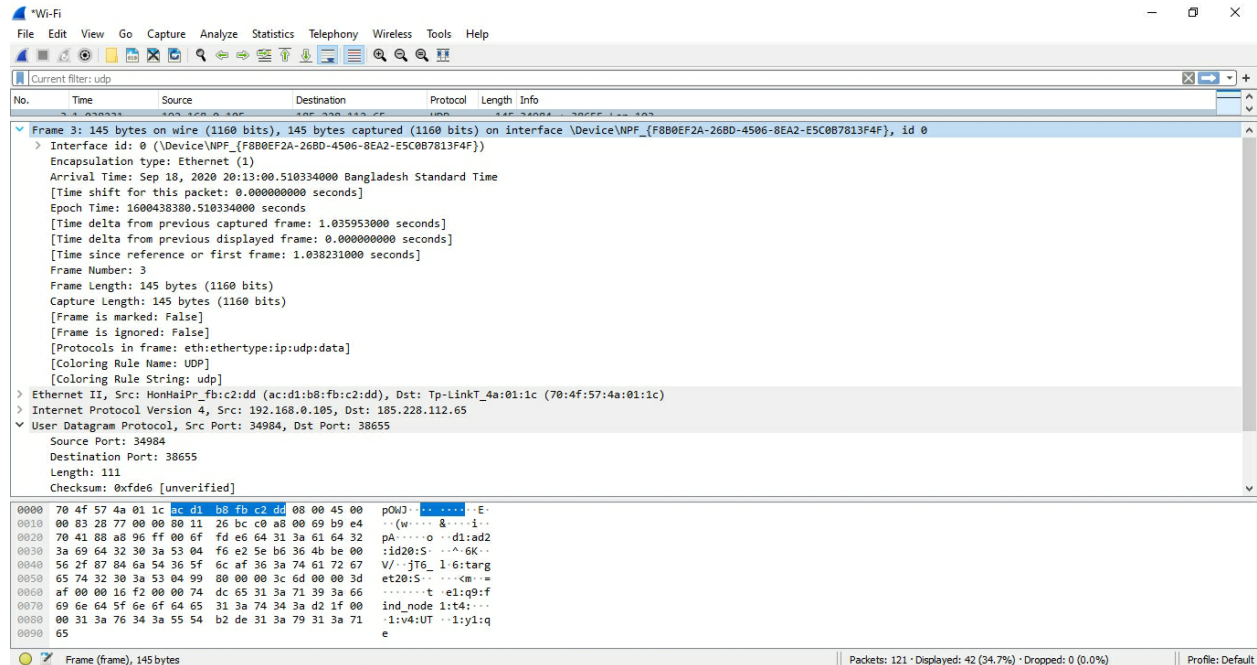 *Wi-Fi
File Edit View Go Capture Analyze Statistics Telephony Wireless Tools Help
Current filter: udp
No. Time Source Destination Protocol Length Info
Frame 3: 145 bytes on wire (1160 bits), 145 bytes captured (1160 bits) on interface \Device\NPF_{F8B0EF2A-26BD-4506-8EA2-E5C0B7813F4F}, id 0
Interface id: 0 (\Device\NPF_{F8B0EF2A-26BD-4506-8EA2-E5C0B7813F4F})
Encapsulation type: Ethernet (1)
Arrival Time: Sep 18, 2020 20:13:00.510334000 Bangladesh Standard Time
[Time shift for this packet: 0.000000000 seconds]
Epoch Time: 1600438380.510334000 seconds
[Time delta from previous captured frame: 1.035953000 seconds]
[Time delta from previous displayed frame: 0.000000000 seconds]
[Time since reference or first frame: 1.038231000 seconds]
Frame Number: 3
Frame Length: 145 bytes (1160 bits)
Capture Length: 145 bytes (1160 bits)
[Frame is marked: False]
[Frame is ignored: False]
[Protocols in frame: eth:ethertype:ip:udp:data]
[Coloring Rule Name: UDP]
[Coloring Rule String: udp]
Ethernet II, Src: HonHaiPr_fb:c2:dd (ac:d1:b8:fb:c2:dd), Dst: Tp-LinkT_4a:01:1c (70:4f:57:4a:01:1c)
Internet Protocol Version 4, Src: 192.168.0.105, Dst: 185.228.112.65
User Datagram Protocol, Src Port: 34984, Dst Port: 38655
Source Port: 34984
Destination Port: 38655
Length: 111
Checksum: 0xfde6 [unverified]
0000 70 4f 57 4a 01 1c ac d1 b8 fb c2 dd 08 00 45 00 pOWJ·········E·
0010 00 83 28 77 00 00 80 11 26 bc c0 a8 00 69 b9 e4 ··(w····&····i··
0020 70 41 88 a8 96 ff 00 6f fd e6 64 31 3a 61 64 32 pA·····o··d1:ad2
0030 3a 69 64 32 30 3a 53 04 f6 e2 5e b6 36 4b be 00 :id20:S···^·6K··
0040 56 2f 87 84 6a 54 36 5f 6c af 36 3a 74 61 72 67 V/··jT6_l·6:targ
0050 65 74 32 30 3a 53 04 99 80 00 00 3c 6d 00 00 3d et20:S·····<m··=
0060 af 00 00 16 f2 00 00 74 dc 65 31 3a 71 39 3a 66 ·······t·e1:q9:f
0070 69 6e 64 5f 6e 6f 64 65 31 3a 74 34 3a d2 1f 00 ind_node1:t4:···
0080 00 31 3a 76 34 3a 55 54 b2 de 31 3a 79 31 3a 71 ·1:v4:UT··1:y1:q
0090 65 e
Frame (frame), 145 bytes Packets: 121 · Displayed: 42 (34.7%) · Dropped: 0 (0.0%) Profile: Default